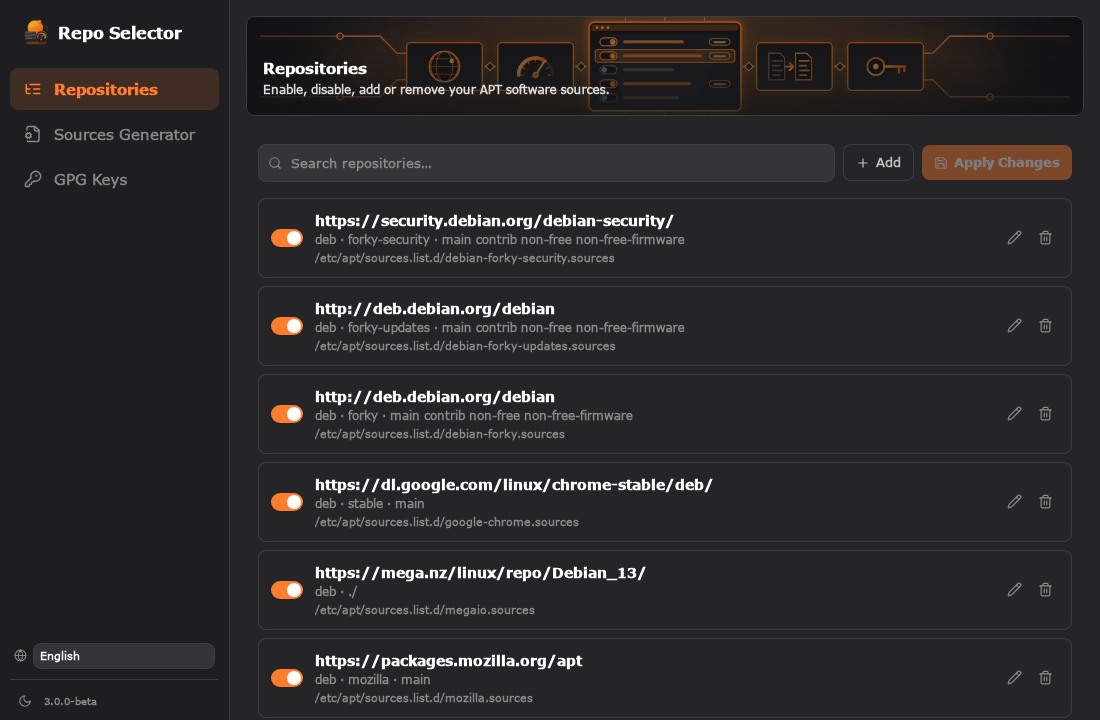 Repo Selector
Repositories
Sources Generator
GPG Keys
English
3.0.0-beta
Repositories
Enable, disable, add or remove your APT software sources.
Search repositories...
Add
Apply Changes
https://security.debian.org/debian-security/
deb · forky-security · main contrib non-free non-free-firmware
/etc/apt/sources.list.d/debian-forky-security.sources
http://deb.debian.org/debian
deb · forky-updates · main contrib non-free non-free-firmware
/etc/apt/sources.list.d/debian-forky-updates.sources
http://deb.debian.org/debian
deb · forky · main contrib non-free non-free-firmware
/etc/apt/sources.list.d/debian-forky.sources
https://dl.google.com/linux/chrome-stable/deb/
deb · stable · main
/etc/apt/sources.list.d/google-chrome.sources
https://mega.nz/linux/repo/Debian_13/
deb · ./
/etc/apt/sources.list.d/megaio.sources
https://packages.mozilla.org/apt
deb · mozilla · main
/etc/apt/sources.list.d/mozilla.sources